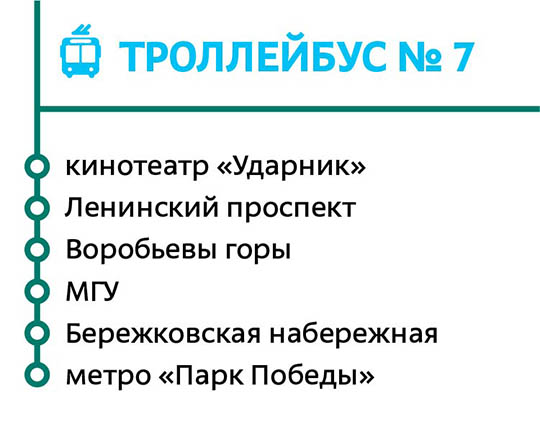 ТРОЛЛЕЙБУС № 7
кинотеатр «Ударник»
Ленинский проспект
Воробьевы горы
МГУ
Бережковская набережная
метро «Парк Победы»